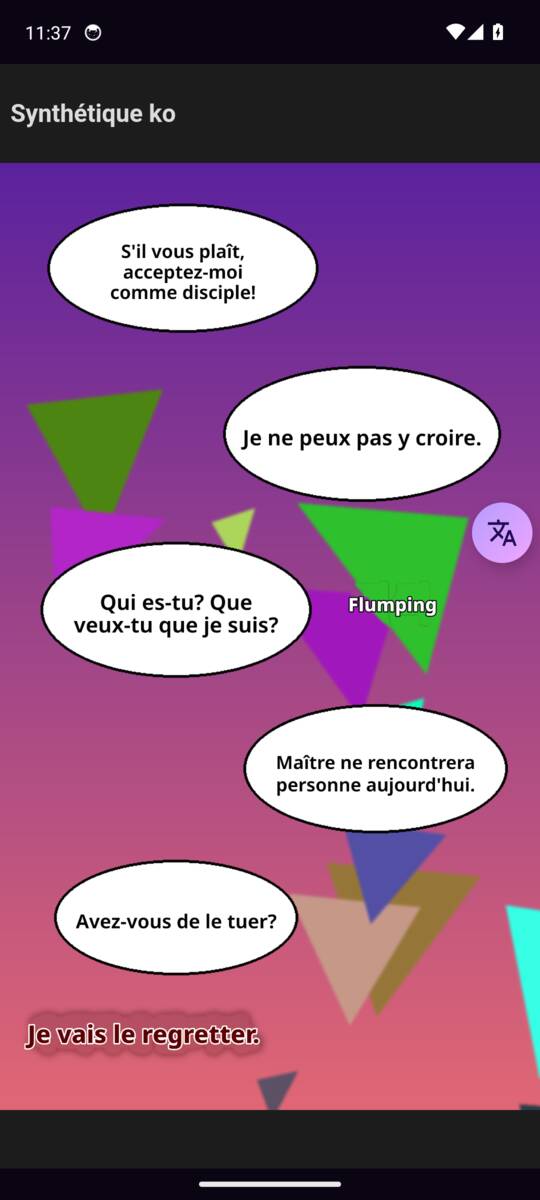 11:37
Synthétique ko
S'il vous plaît,
acceptez-moi
comme disciple!
Je ne peux pas y croire.
Qui es-tu? Que
veux-tu que je suis?
Flumping
Maître ne rencontrera
personne aujourd'hui.
Avez-vous de le tuer?
Je vais le regretter.